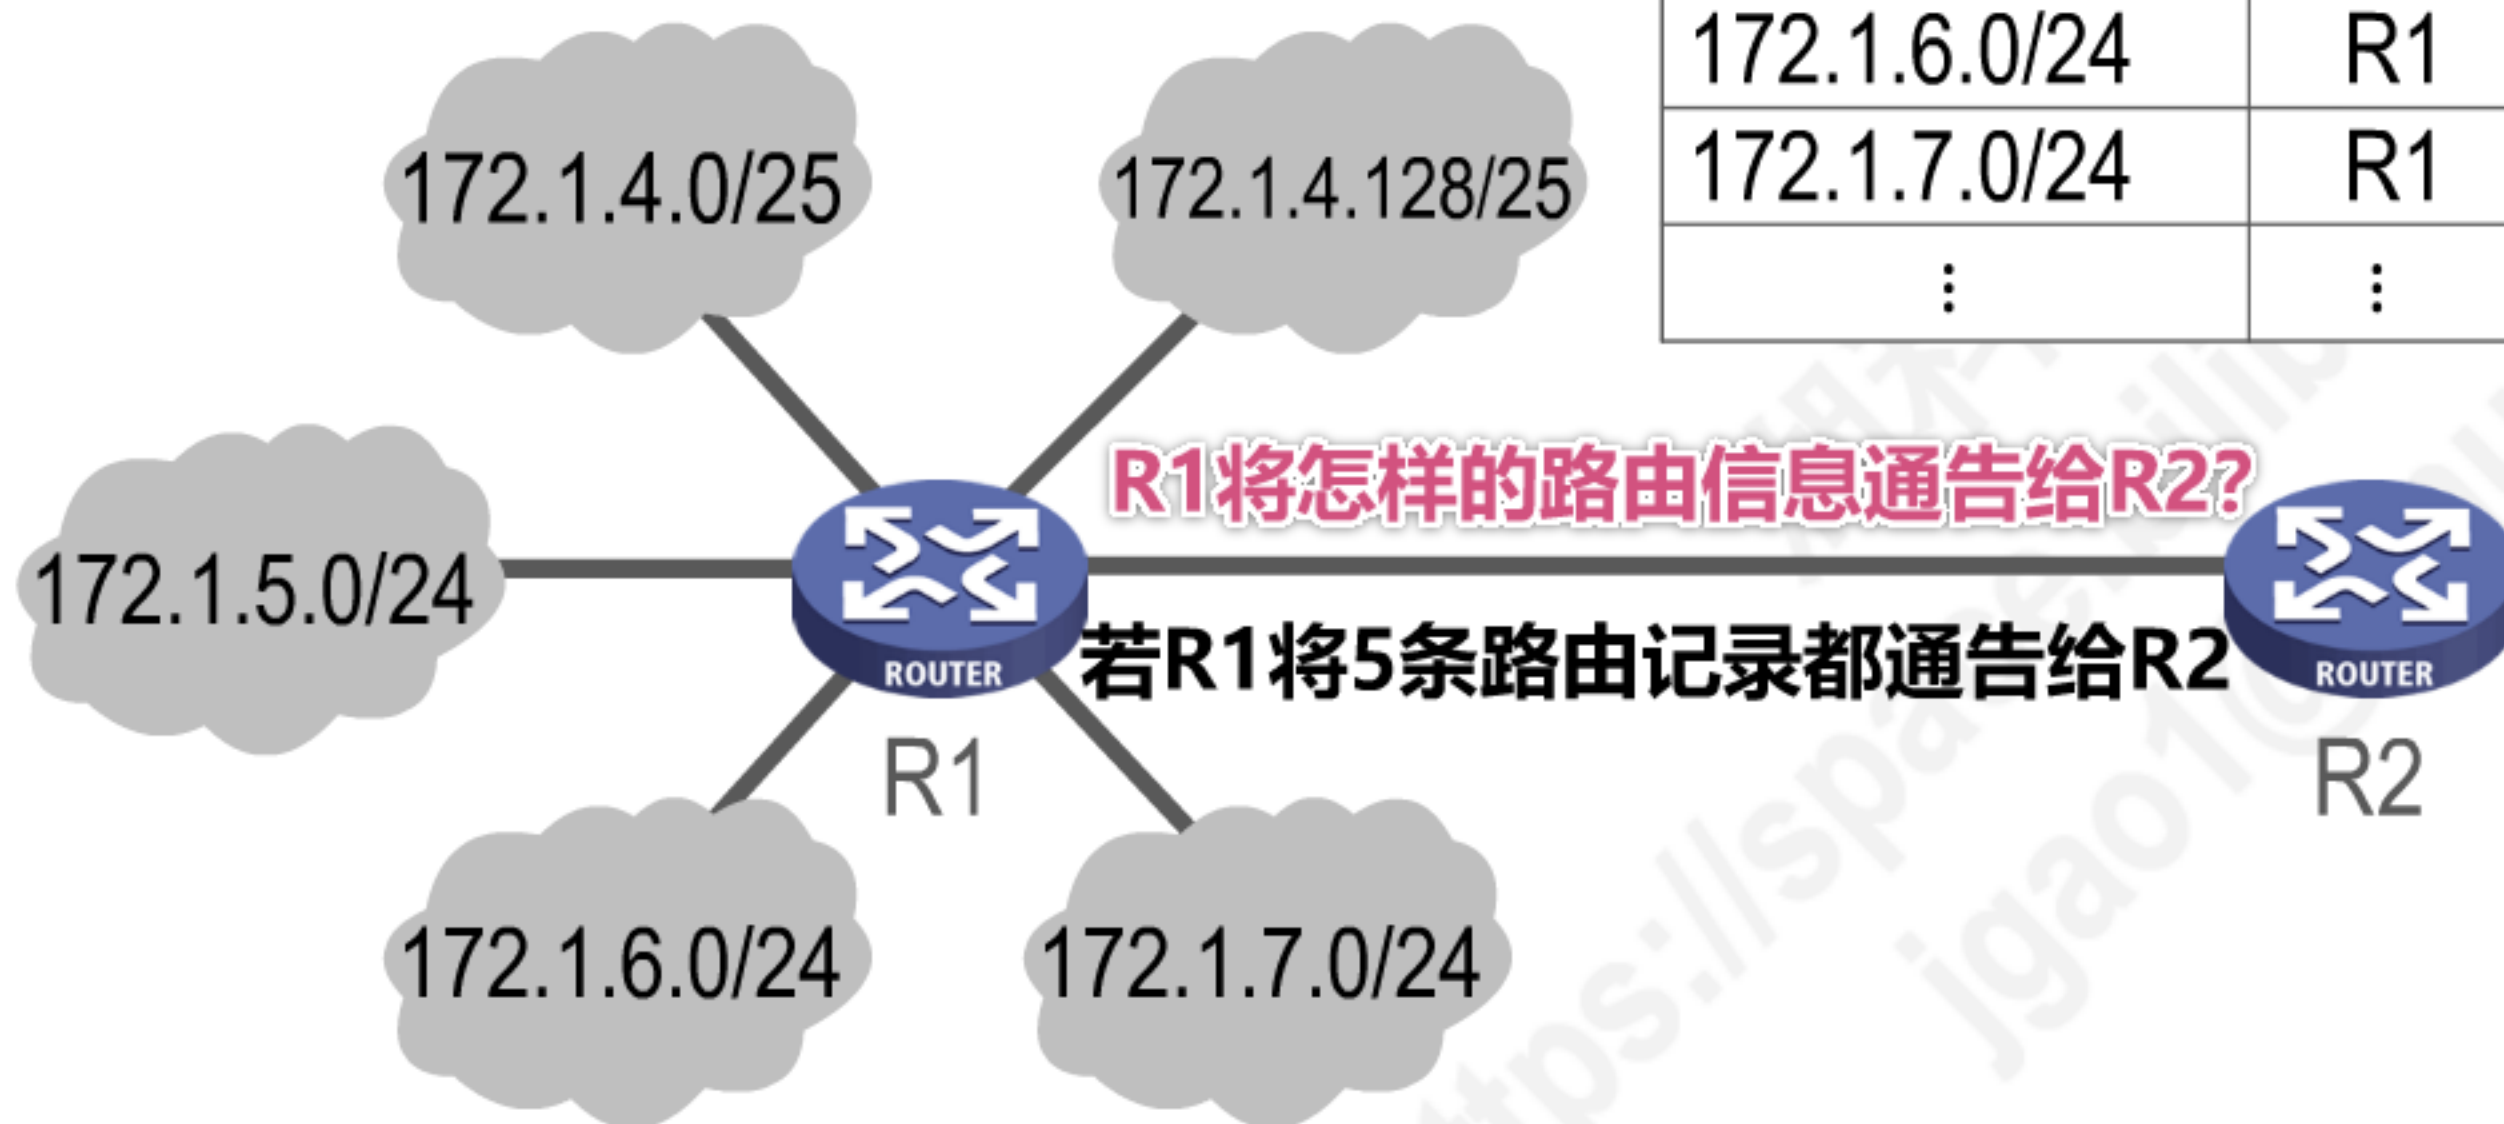 172.1.6.0/24 R1
172.1.7.0/24 R1
⋮ ⋮
172.1.4.0/25
172.1.4.128/25
R1将怎样的路由信息通告给R2?
172.1.5.0/24
若R1将5条路由记录都通告给R2
ROUTER
ROUTER
R1
R2
172.1.6.0/24
172.1.7.0/24
jgao1@